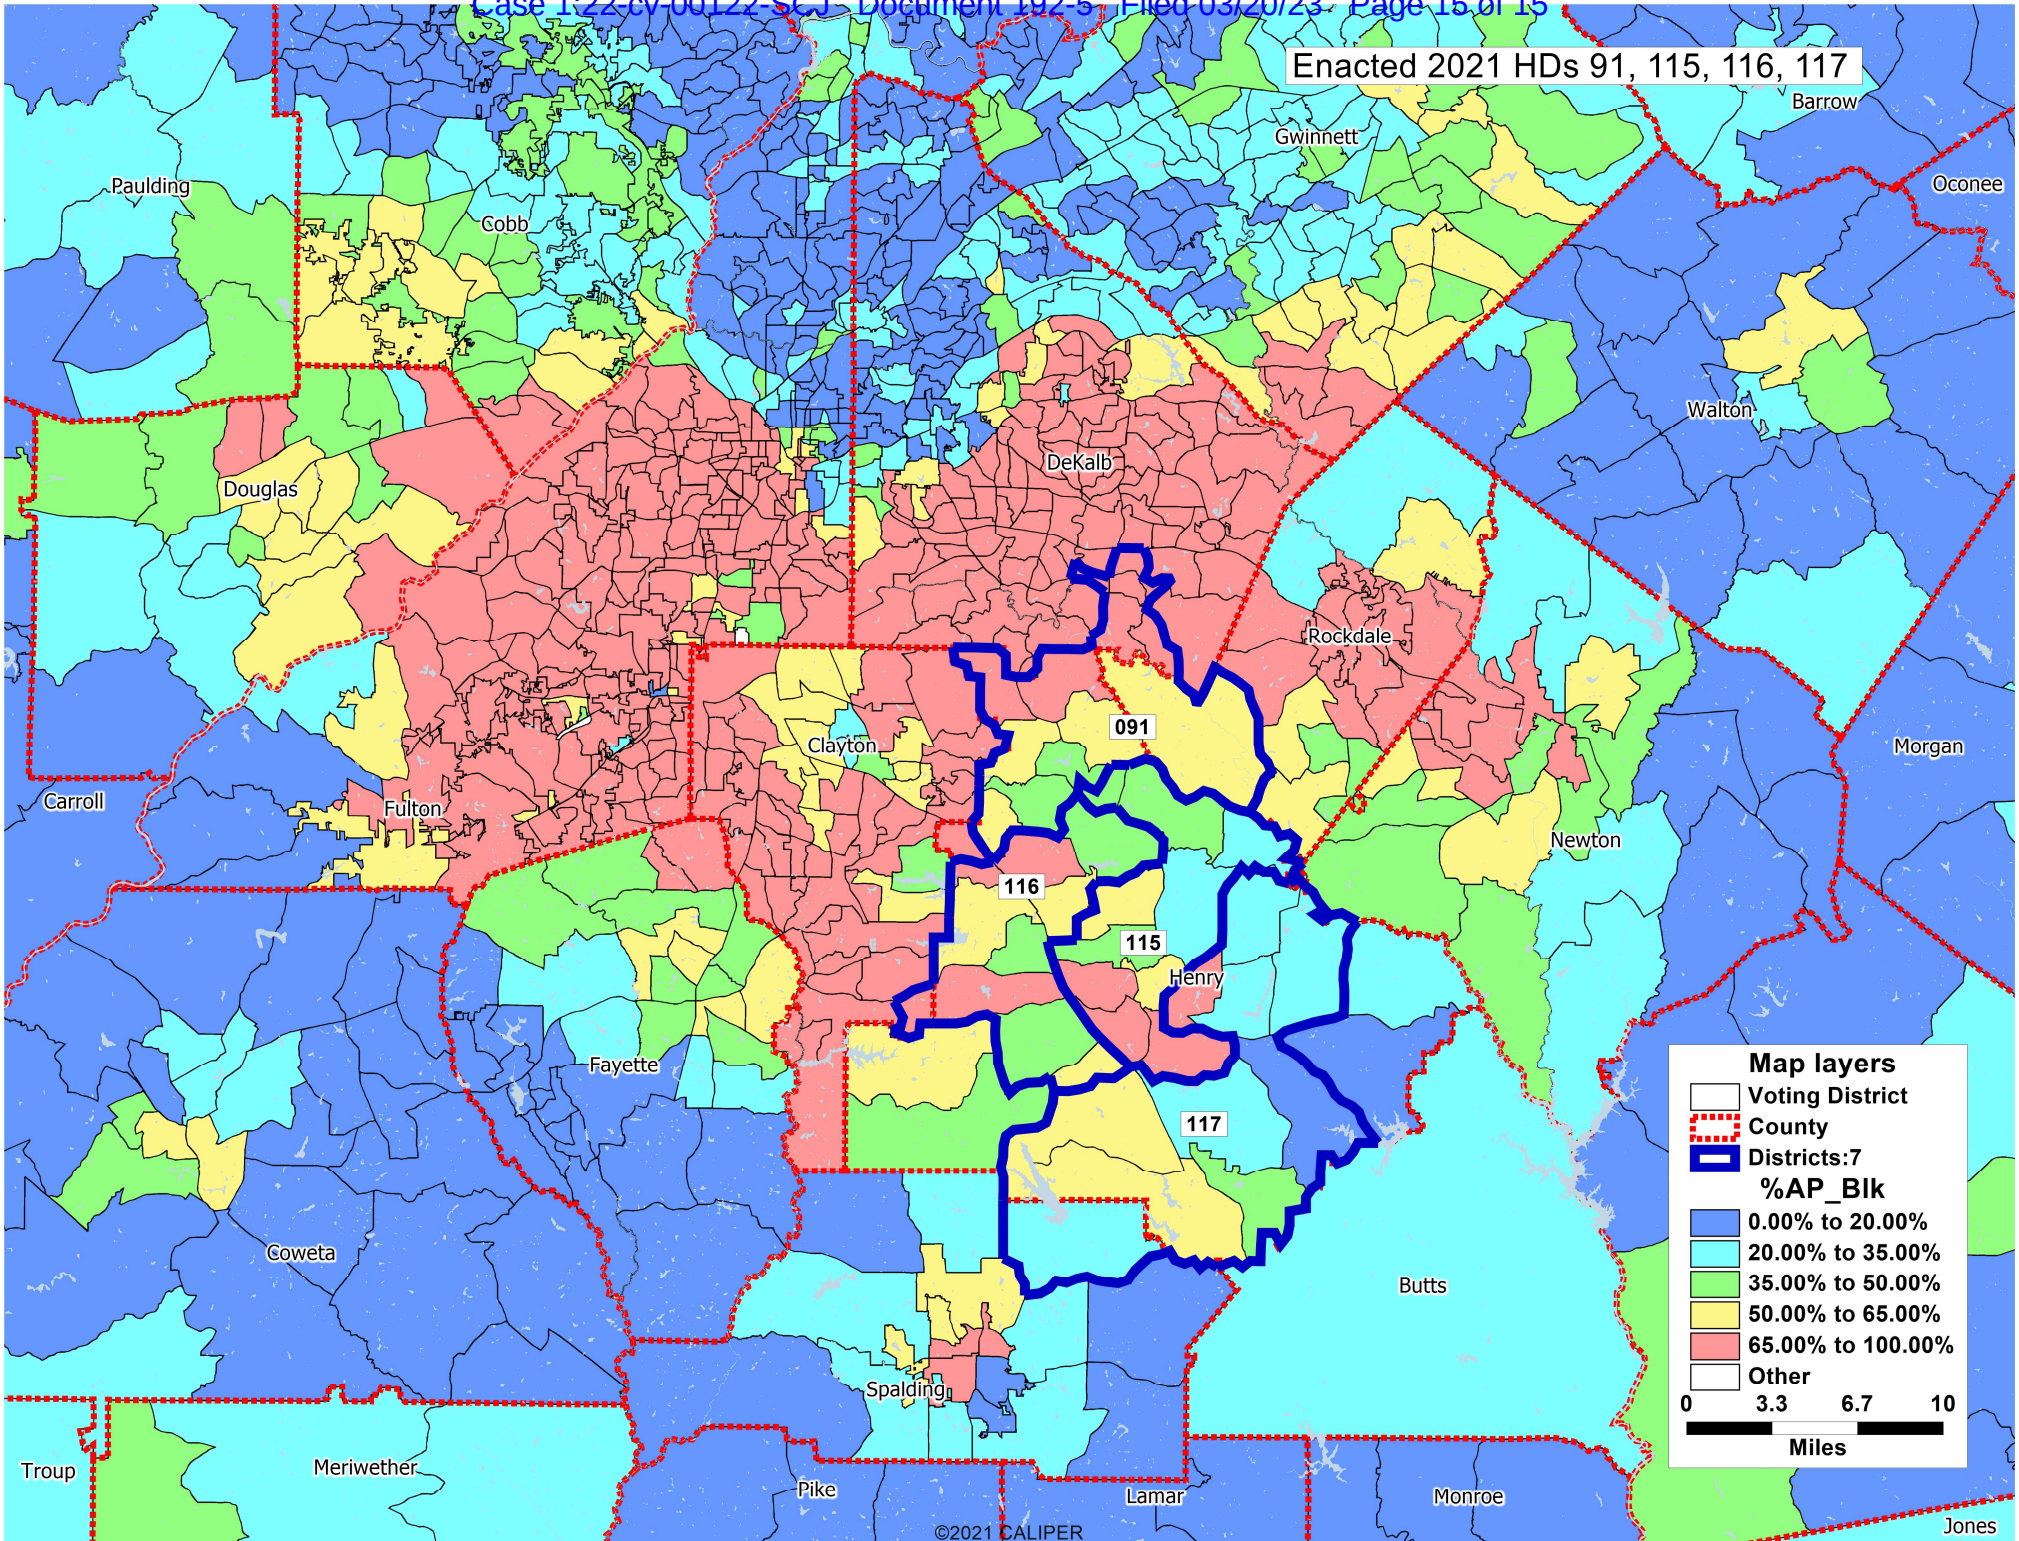 Case 1:22-cv-00122-SCJ Document 192-5 Filed 03/20/23 Page 15 of 15
Enacted 2021 HDs 91, 115, 116, 117
Barrow
Gwinnett
Oconee
Paulding
Cobb
Walton
DeKalb
Douglas
Rockdale
091
Clayton
Morgan
Carroll
Fulton
Newton
116
115
Henry
Fayette
117
Coweta
Butts
Spalding
Troup
Meriwether
Pike
Lamar
Monroe
Jones
Map layers
Voting District
County
Districts:7
%AP_Blk
0.00% to 20.00%
20.00% to 35.00%
35.00% to 50.00%
50.00% to 65.00%
65.00% to 100.00%
Other
0 3.3 6.7 10
Miles
©2021 CALIPER